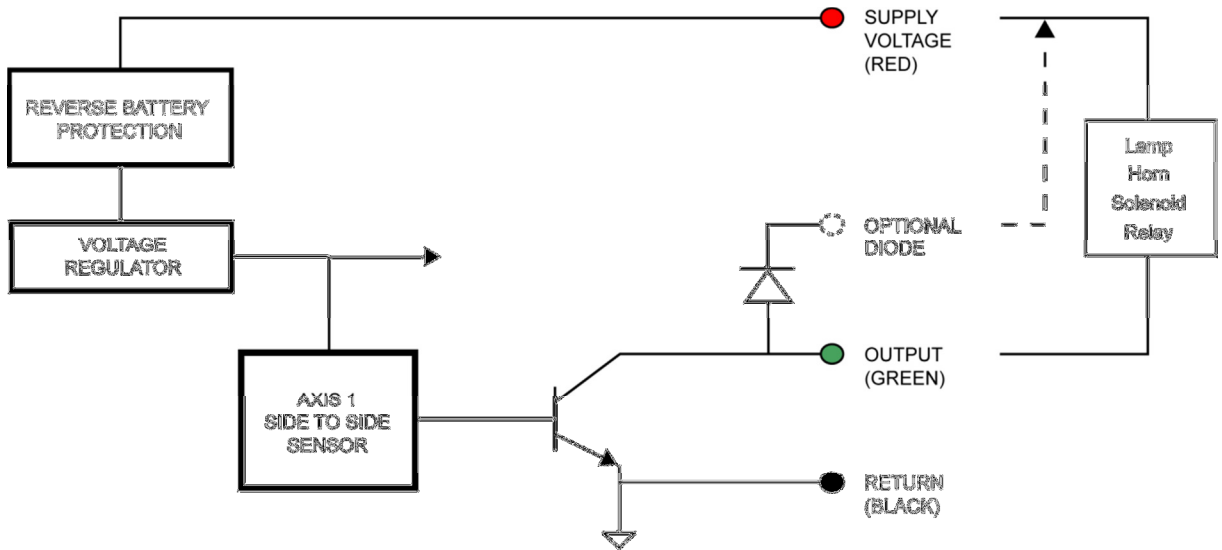 SUPPLY
VOLTAGE
(RED)
REVERSE BATTERY
PROTECTION
Lamp
Horn
Solenoid
Relay
OPTIONAL
DIODE
VOLTAGE
REGULATOR
OUTPUT
(GREEN)
AXIS 1
SIDE TO SIDE
SENSOR
RETURN
(BLACK)